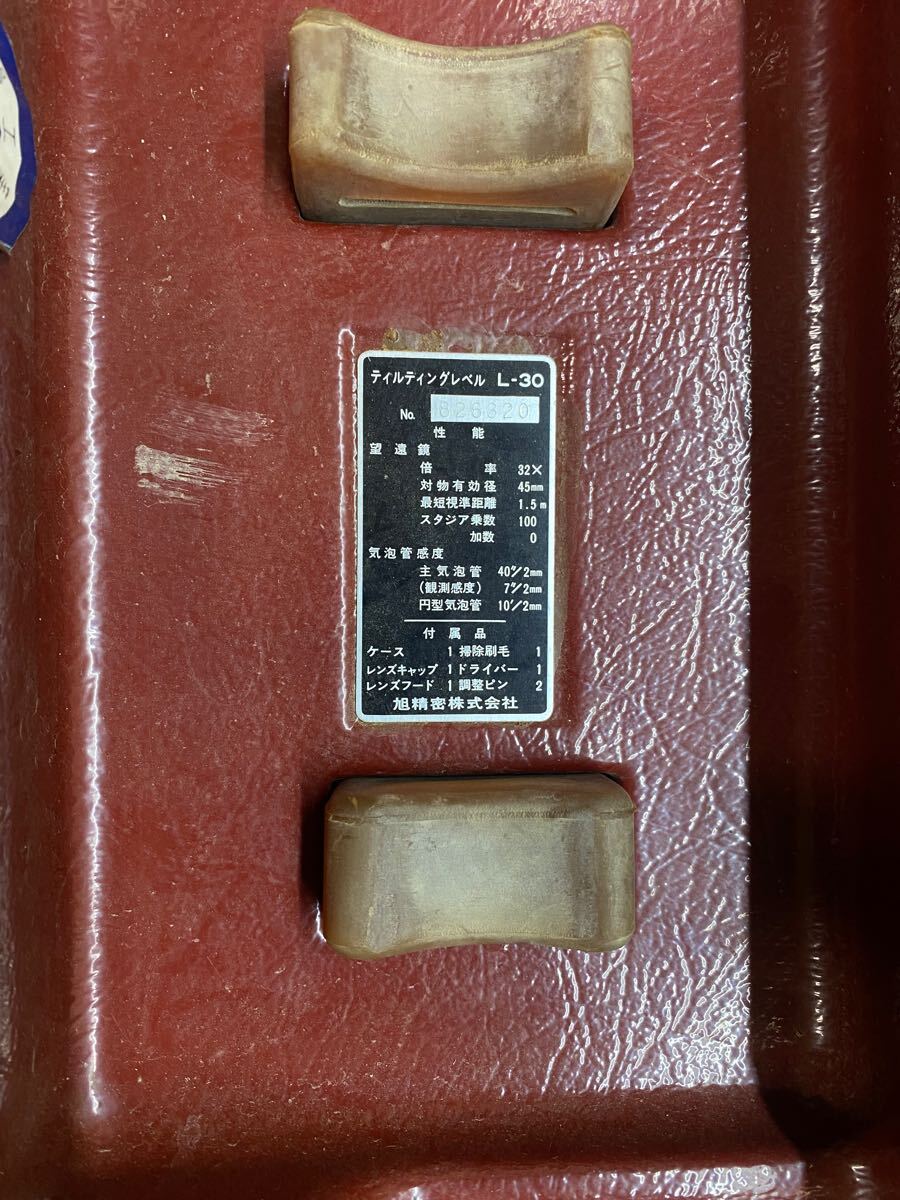 ティルティングレベル L-30
No. 826320
性能
望遠鏡
倍率 32×
対物有効径 45mm
最短視準距離 1.5m
スタジア乗数 100
加数 0
気泡管感度
主気泡管 40″/2mm
(観測感度) 7″/2mm
円型気泡管 10′/2mm
付属品
ケース 1 掃除刷毛 1
レンズキャップ 1 ドライバー 1
レンズフード 1 調整ピン 2
旭精密株式会社